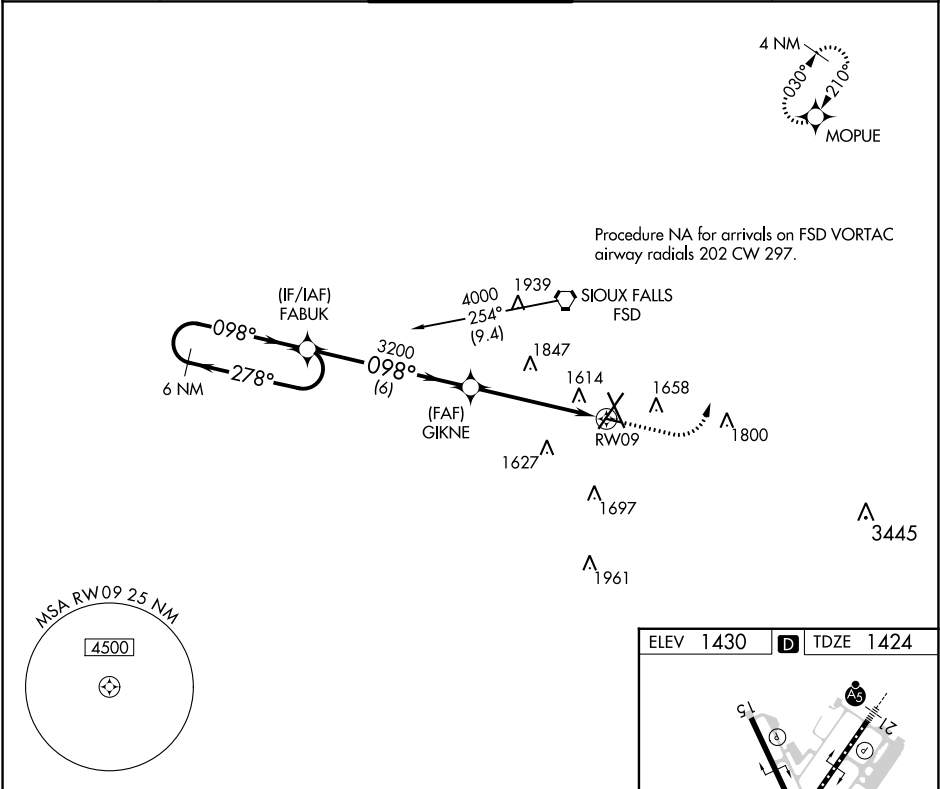 4 NM
030°
210°
MOPUE
Procedure NA for arrivals on FSD VORTAC
airway radials 202 CW 297.
(IF/IAF)
FABUK
4000
254°
(9.4)
1939
SIOUX FALLS
FSD
098°
278°
6 NM
3200
098°
(6)
(FAF)
GIKNE
1847
1614
1658
RW09
1800
1627
1697
3445
1961
MSA RW09 25 NM
4500
ELEV 1430
D
TDZE 1424
A5
15
21
P
P